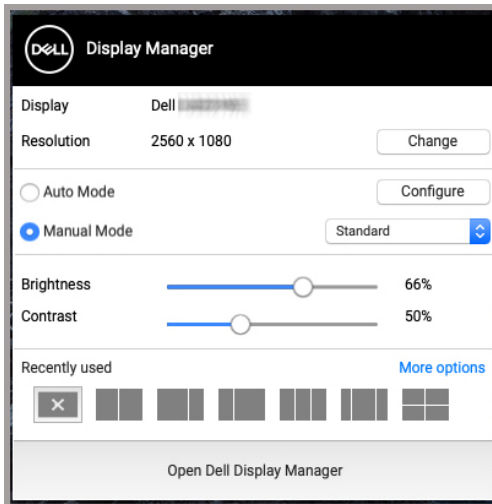 DELL Display Manager
Display Dell
Resolution 2560 x 1080 Change
Auto Mode Configure
Manual Mode Standard
Brightness 66%
Contrast 50%
Recently used More options
Open Dell Display Manager